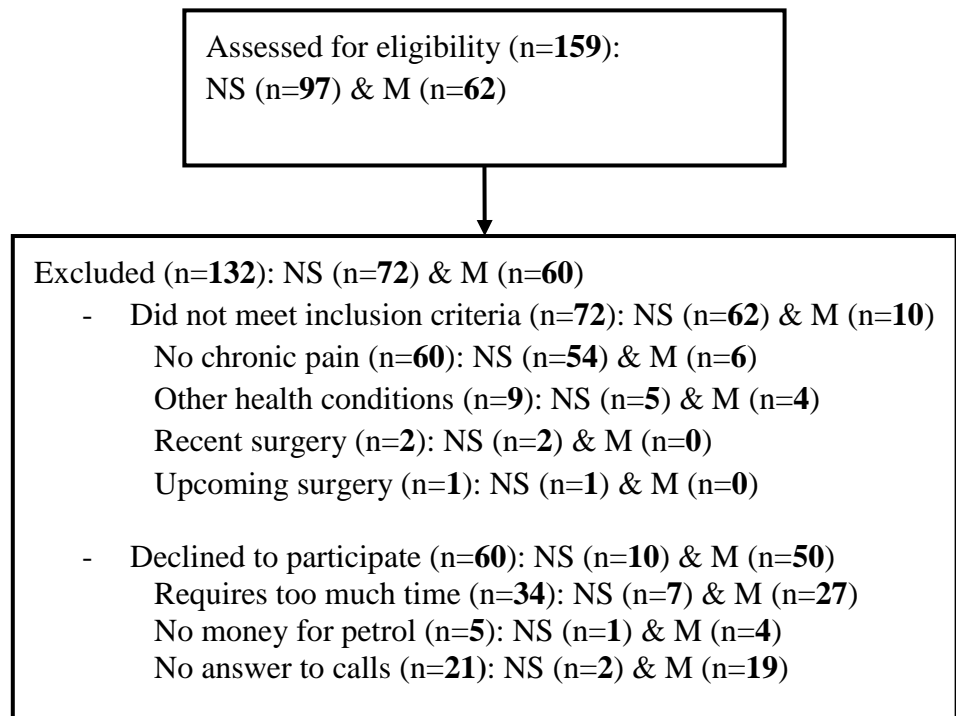 Assessed for eligibility (n=159):
NS (n=97) & M (n=62)
Excluded (n=132): NS (n=72) & M (n=60)
- Did not meet inclusion criteria (n=72): NS (n=62) & M (n=10)
No chronic pain (n=60): NS (n=54) & M (n=6)
Other health conditions (n=9): NS (n=5) & M (n=4)
Recent surgery (n=2): NS (n=2) & M (n=0)
Upcoming surgery (n=1): NS (n=1) & M (n=0)
- Declined to participate (n=60): NS (n=10) & M (n=50)
Requires too much time (n=34): NS (n=7) & M (n=27)
No money for petrol (n=5): NS (n=1) & M (n=4)
No answer to calls (n=21): NS (n=2) & M (n=19)